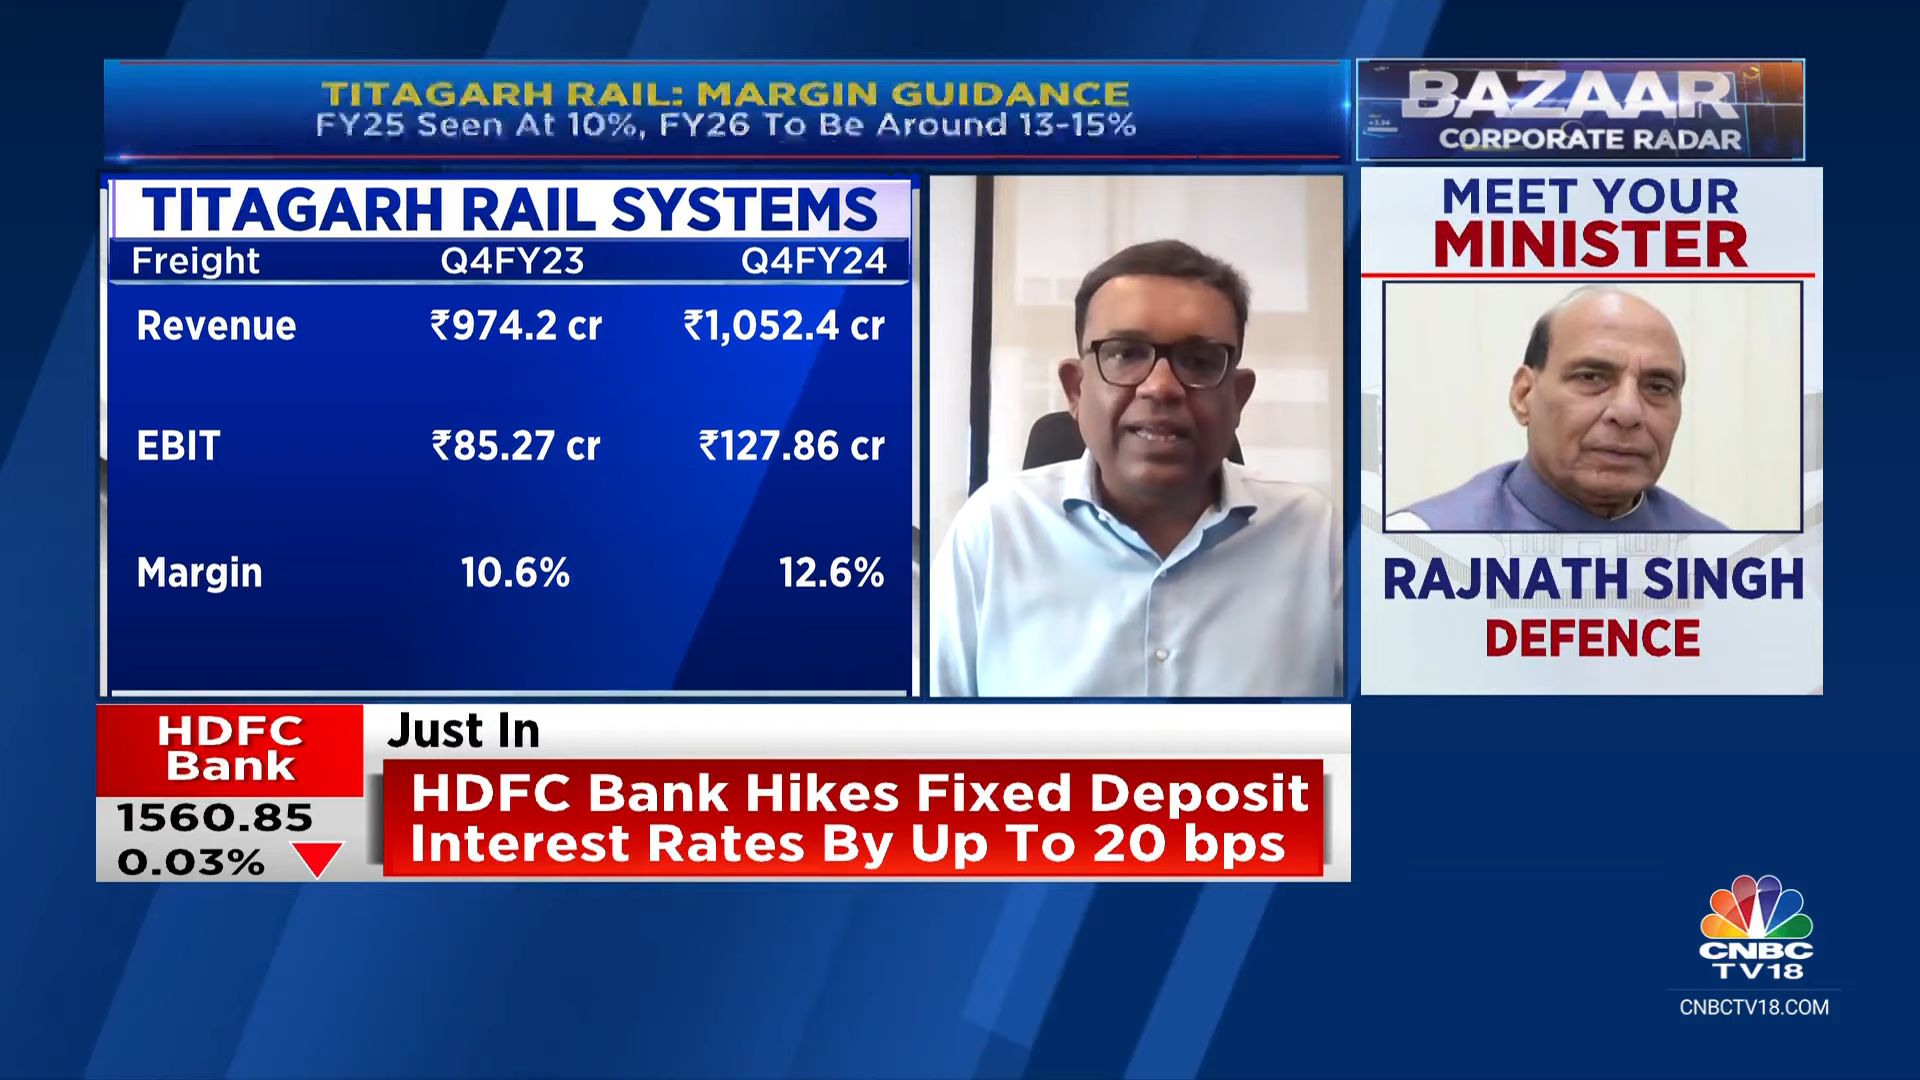 TITAGARH RAIL: MARGIN GUIDANCE
FY25 Seen At 10%, FY26 To Be Around 13-15%
BAZAAR
CORPORATE RADAR
TITAGARH RAIL SYSTEMS
Freight Q4FY23 Q4FY24
Revenue ₹974.2 cr ₹1,052.4 cr
EBIT ₹85.27 cr ₹127.86 cr
Margin 10.6% 12.6%
MEET YOUR
MINISTER
RAJNATH SINGH
DEFENCE
HDFC
Bank
1560.85
0.03%
Just In
HDFC Bank Hikes Fixed Deposit
Interest Rates By Up To 20 bps
CNBC
TV18
CNBCTV18.COM